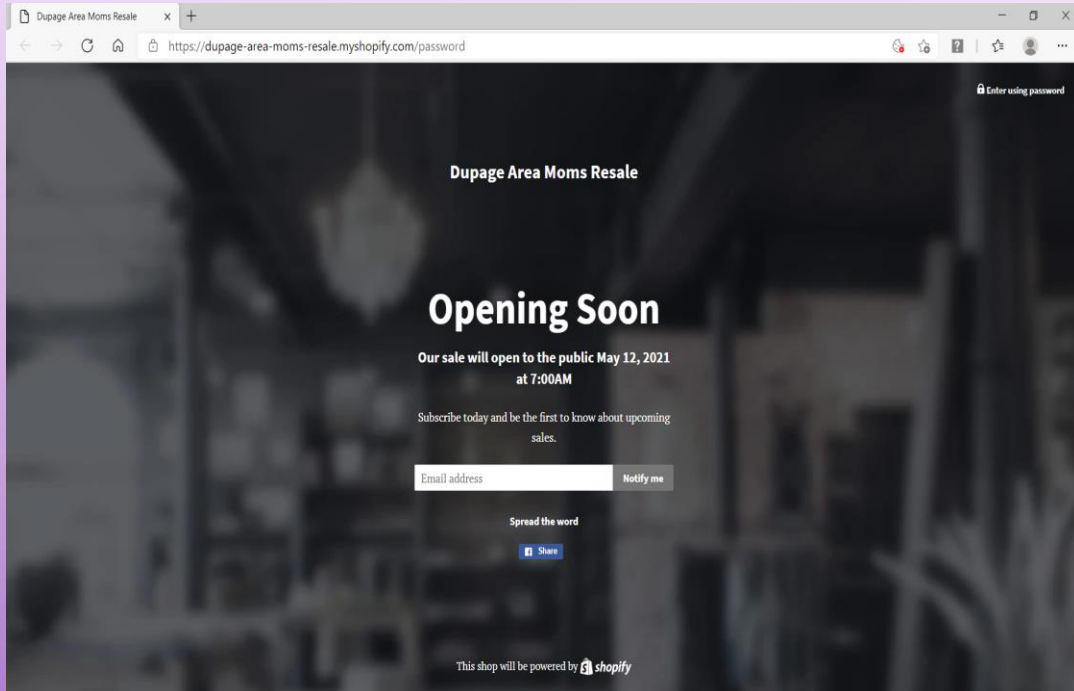 Dupage Area Moms Resale
https://dupage-area-moms-resale.myshopify.com/password
Enter using password
Dupage Area Moms Resale
Opening Soon
Our sale will open to the public May 12, 2021
at 7:00AM
Subscribe today and be the first to know about upcoming
sales.
Email address
Notify me
Spread the word
Share
This shop will be powered by shopify